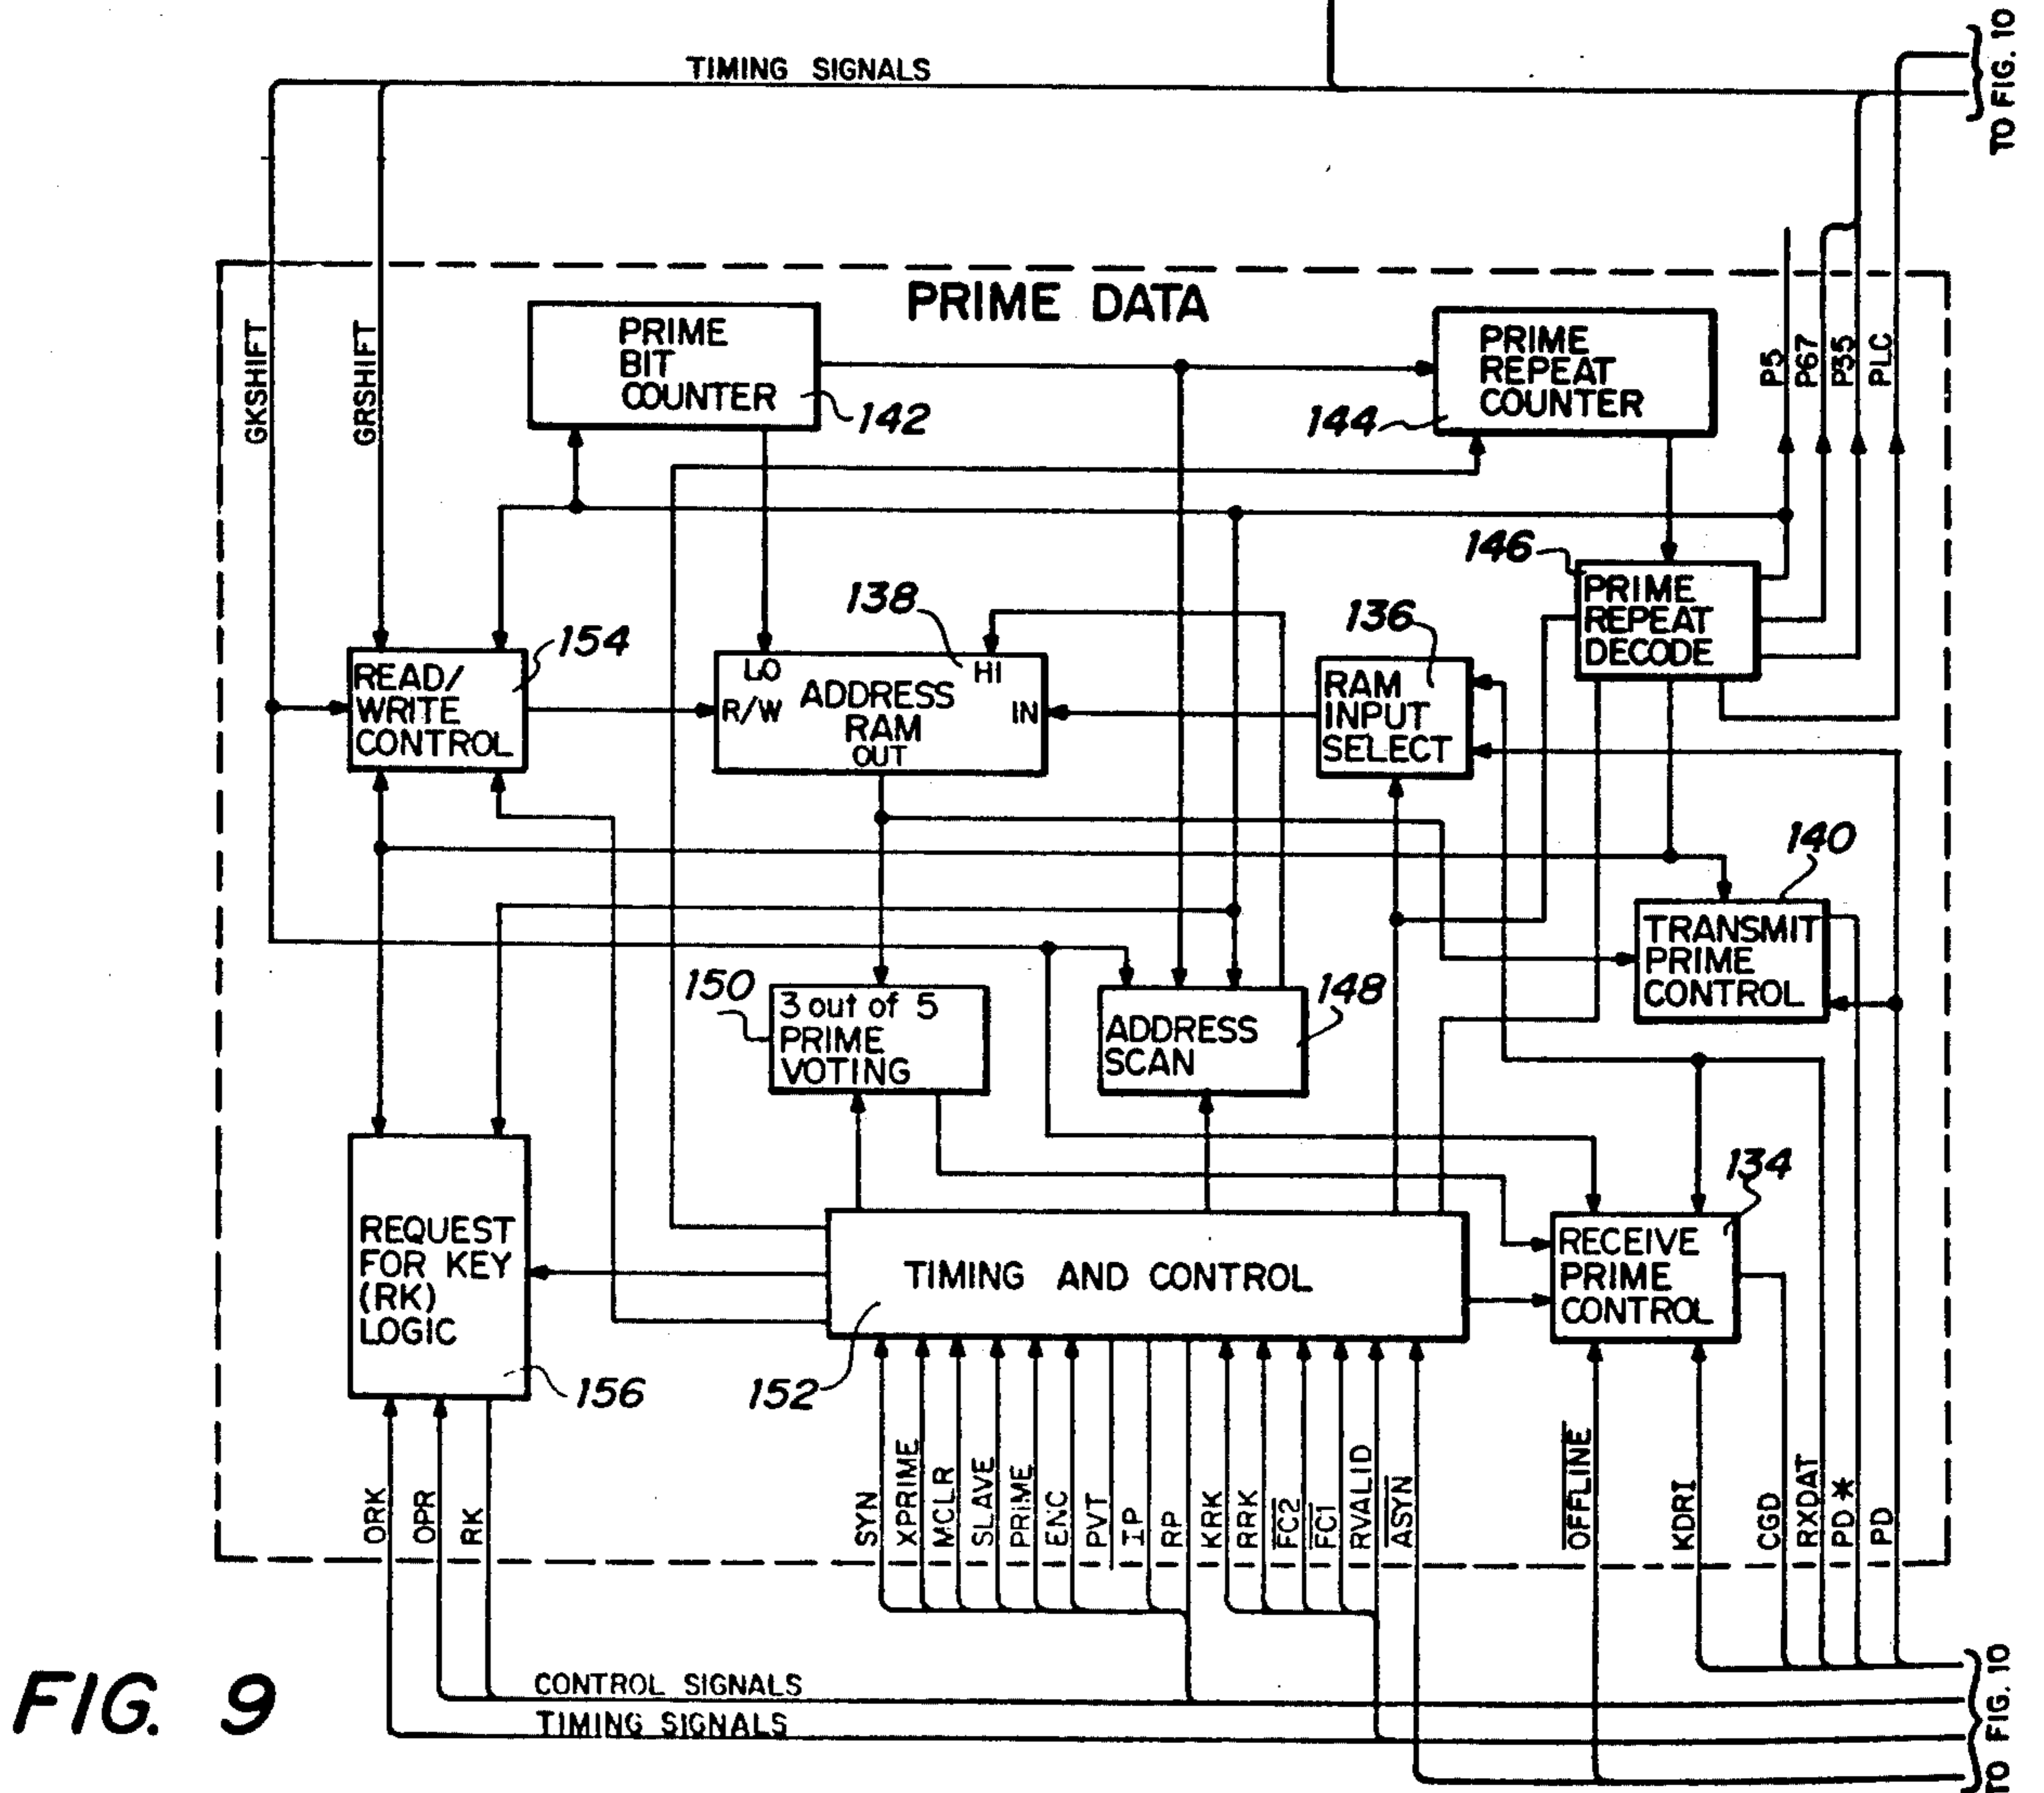 TO FIG. 10
TIMING SIGNALS
PRIME DATA
GKSHIFT
GRSHIFT
PRIME
BIT
COUNTER
142
PRIME
REPEAT
COUNTER
144
P5
P67
P35
PLC
146
PRIME
REPEAT
DECODE
READ/
WRITE
CONTROL
154
138
LO
HI
R/W
ADDRESS
RAM
OUT
IN
136
RAM
INPUT
SELECT
140
TRANSMIT
PRIME
CONTROL
150
3 out of 5
PRIME
VOTING
ADDRESS
SCAN
148
134
RECEIVE
PRIME
CONTROL
REQUEST
FOR KEY
(RK)
LOGIC
156
TIMING AND CONTROL
152
ORK
OPR
RK
SYN
XPRIME
MCLR
SLAVE
PRIME
ENC
PVT
IP
RP
KRK
RRK
FC2
FC1
RVALID
ASYN
OFFLINE
KDRI
CGD
RXDAT
PD*
PD
CONTROL SIGNALS
TIMING SIGNALS
TO FIG. 10
FIG. 9